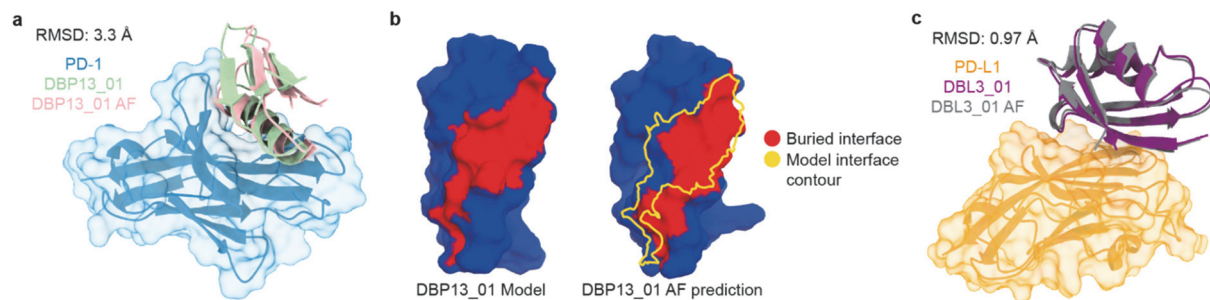 a
RMSD: 3.3 Å
PD-1
DBP13_01
DBP13_01 AF
b
Buried interface
Model interface
contour
DBP13_01 Model
DBP13_01 AF prediction
c
RMSD: 0.97 Å
PD-L1
DBL3_01
DBL3_01 AF